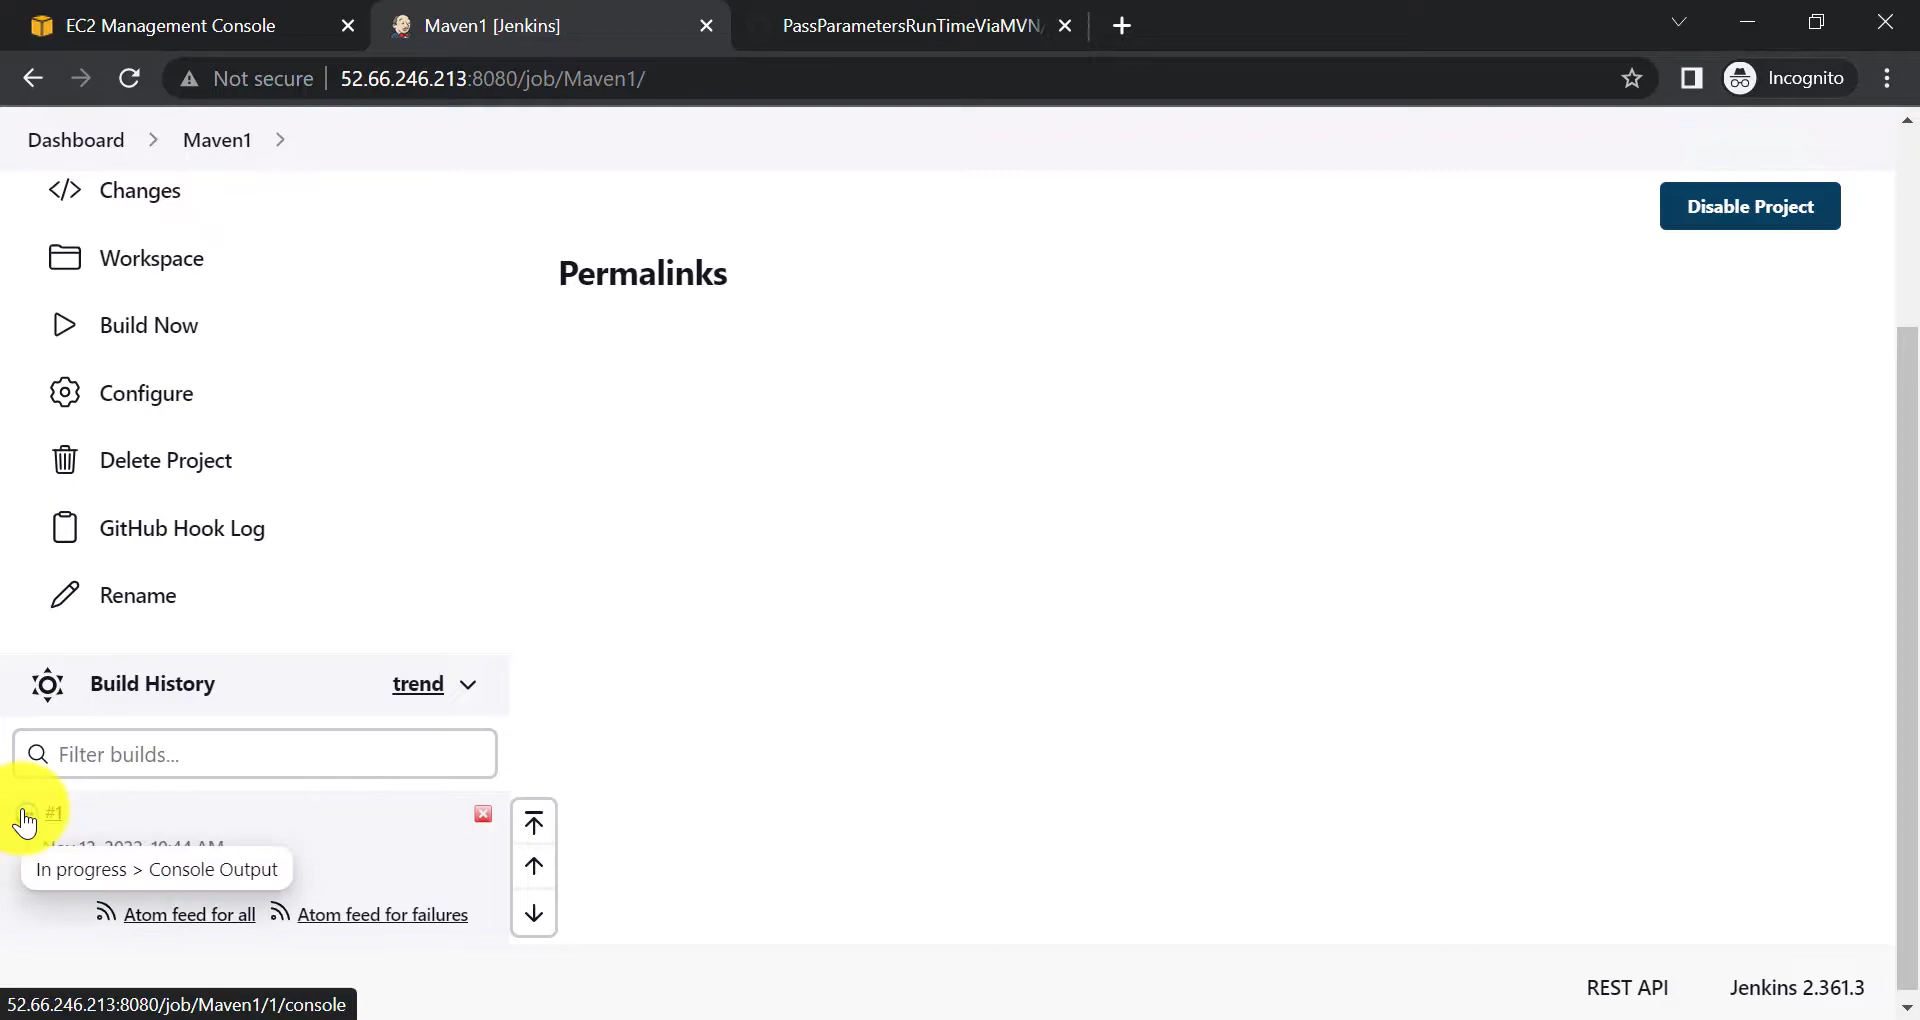 EC2 Management Console
Maven1 [Jenkins]
PassParametersRunTimeViaMVN
Not secure
52.66.246.213:8080/job/Maven1/
Incognito
Dashboard
Maven1
Changes
Disable Project
Workspace
Permalinks
Build Now
Configure
Delete Project
GitHub Hook Log
Rename
Build History
trend
Filter builds...
#1
10:44 AM
In progress > Console Output
Atom feed for all
Atom feed for failures
REST API
Jenkins 2.361.3
52.66.246.213:8080/job/Maven1/1/console